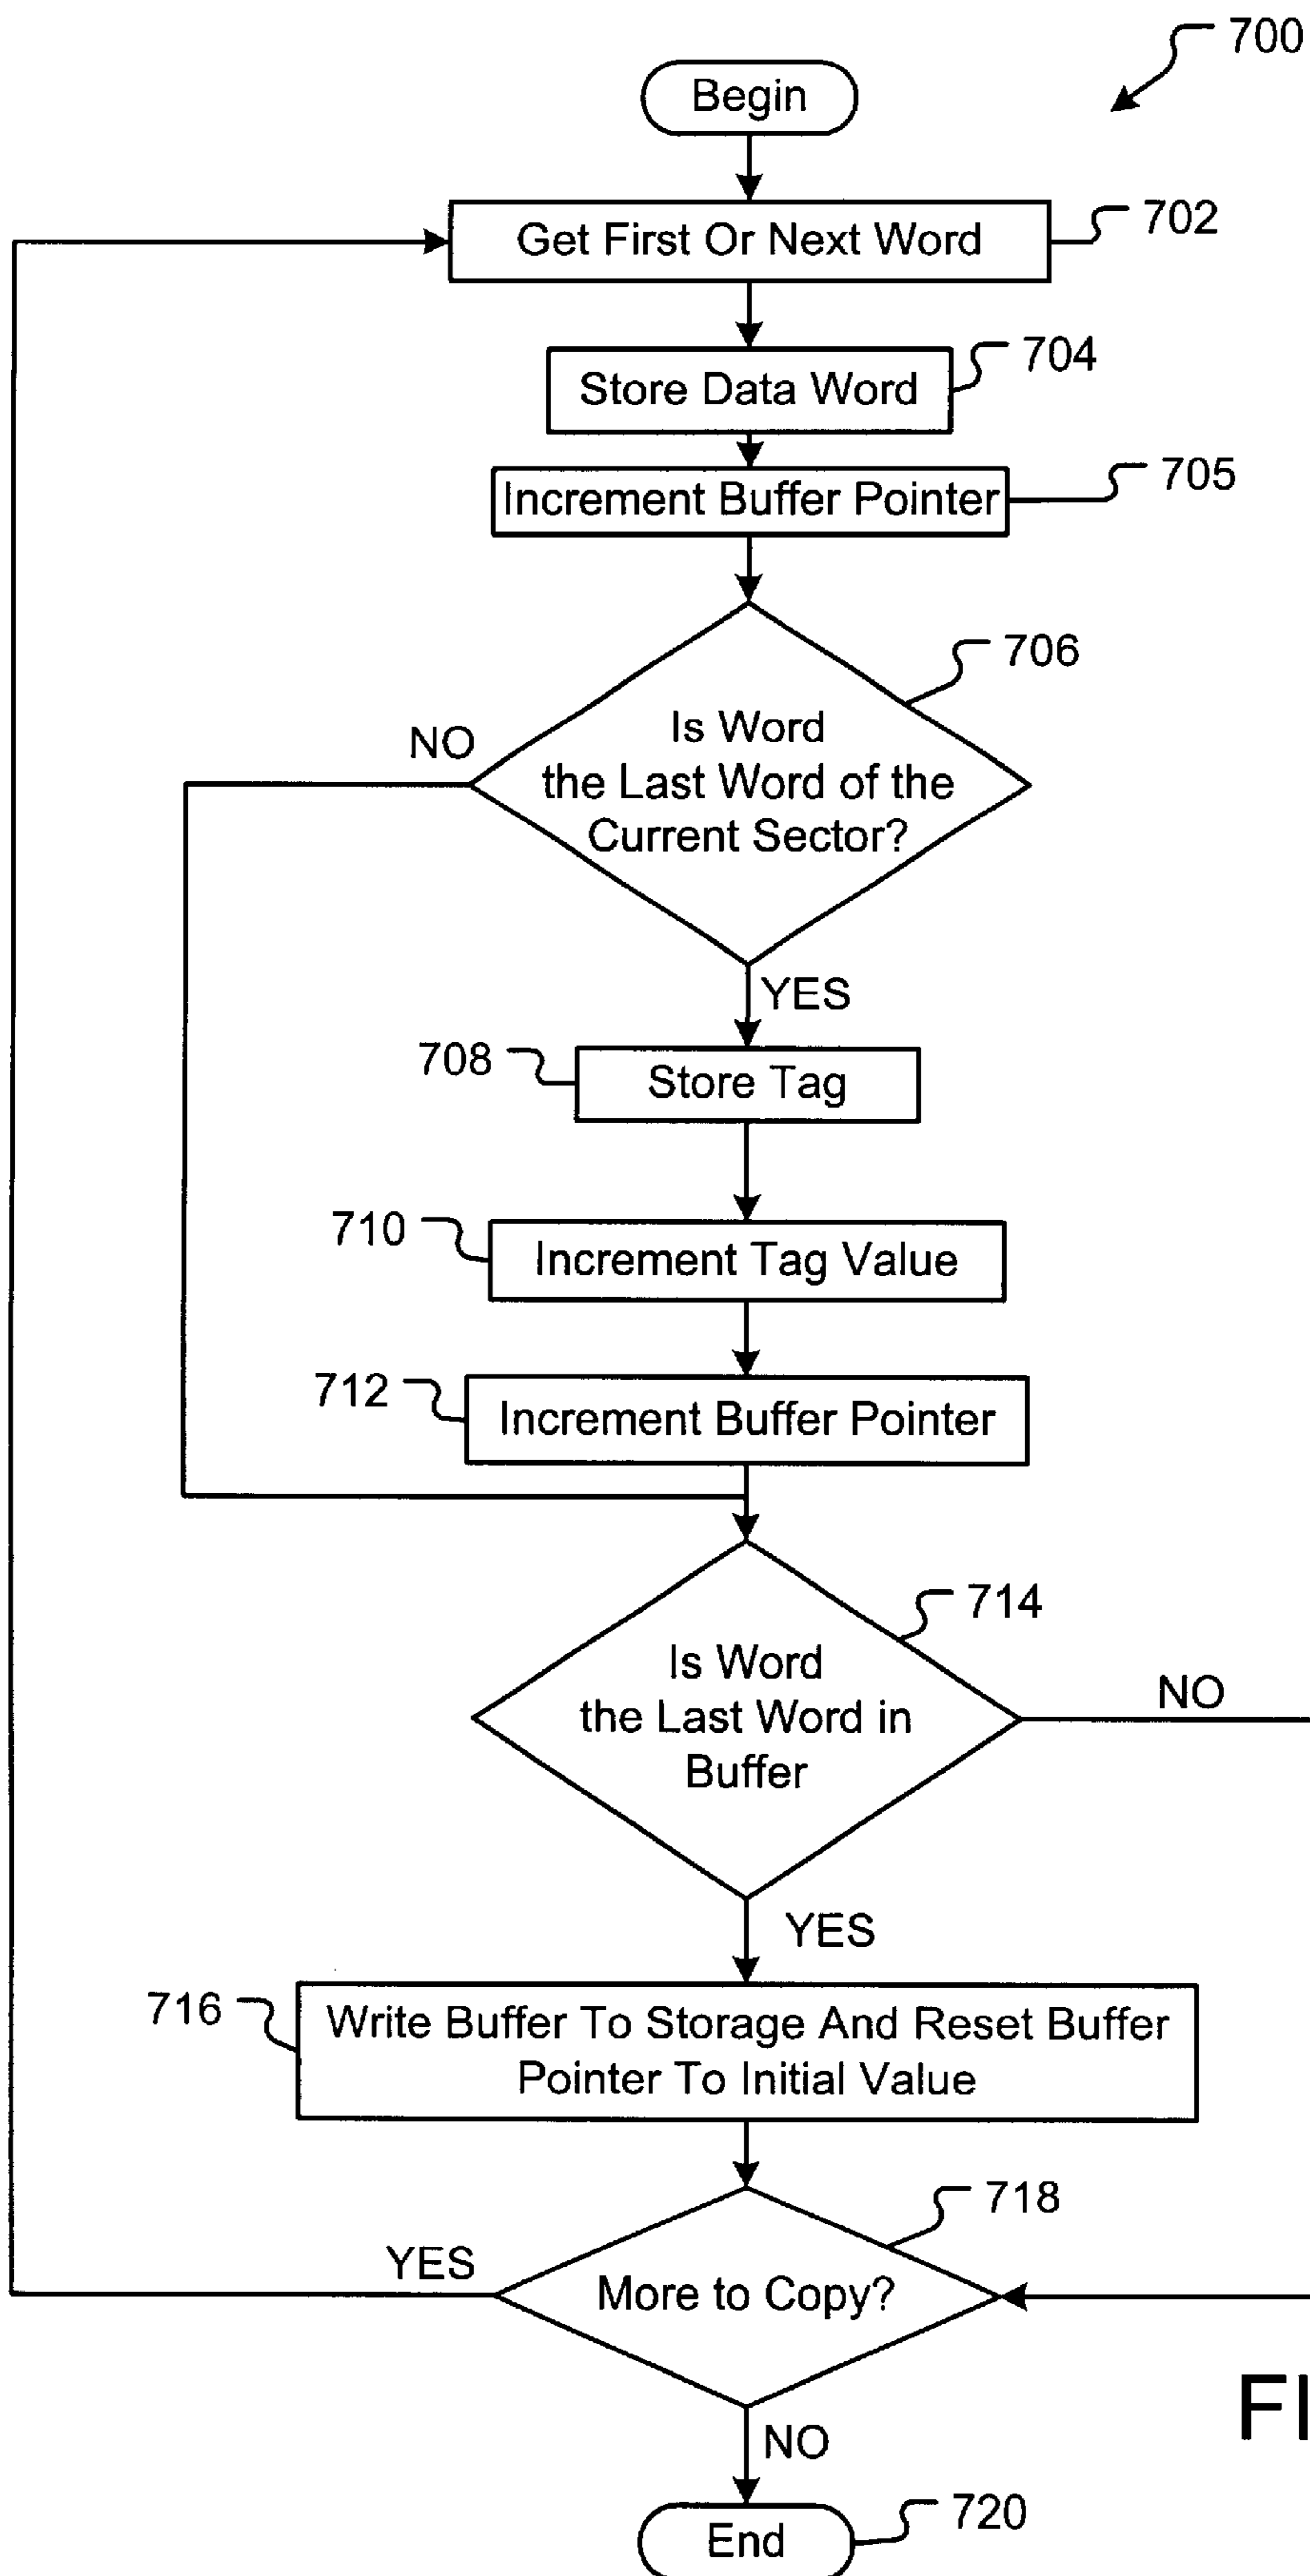 700
Begin
Get First Or Next Word
702
Store Data Word
704
Increment Buffer Pointer
705
706
Is Word
the Last Word of the
Current Sector?
NO
YES
708
Store Tag
710
Increment Tag Value
712
Increment Buffer Pointer
714
Is Word
the Last Word in
Buffer
NO
YES
716
Write Buffer To Storage And Reset Buffer
Pointer To Initial Value
718
More to Copy?
YES
NO
End
720